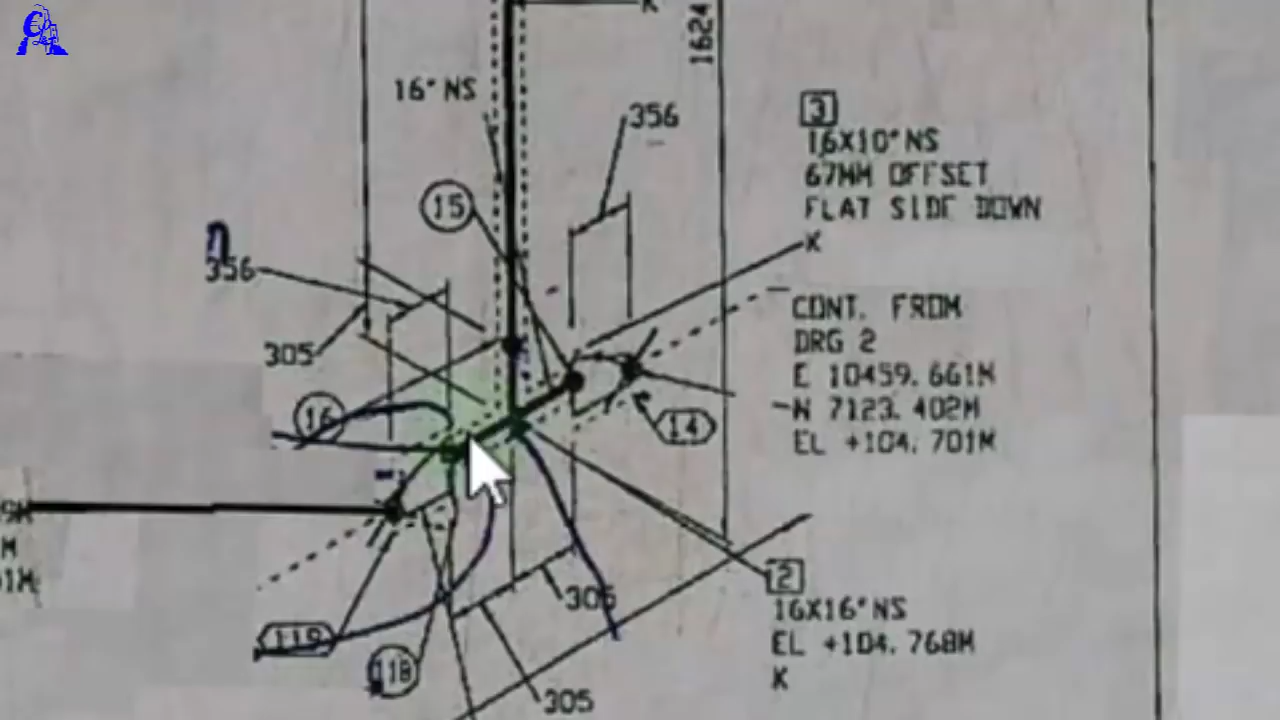 K
1624
16" NS
356
3
16X10" NS
67MM OFFSET
FLAT SIDE DOWN
K
15
356
305
CONT. FROM
DRG 2
E 10459.661M
N 7123.402M
EL +104.701M
16
14
M
305
2
16X16" NS
EL +104.768M
K
119
118
305